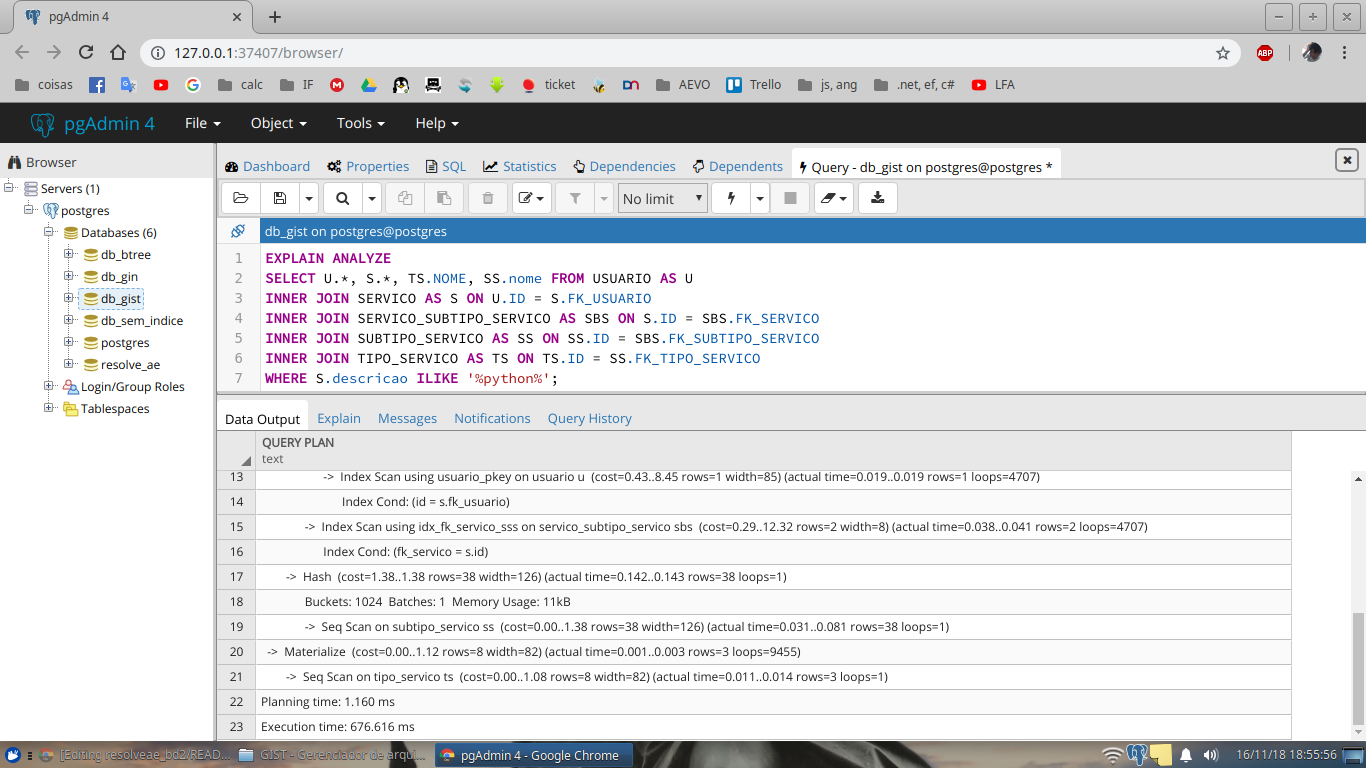 pgAdmin 4
127.0.0.1:37407/browser/
ABP
coisas
calc
IF
ticket
AEVO
Trello
js, ang
.net, ef, c#
LFA
pgAdmin 4 File Object Tools Help
Browser
Dashboard Properties SQL Statistics Dependencies Dependents Query - db_gist on postgres@postgres *
Servers (1)
postgres
Databases (6)
db_btree
db_gin
db_gist
db_sem_indice
postgres
resolve_ae
Login/Group Roles
Tablespaces
No limit
db_gist on postgres@postgres
1 EXPLAIN ANALYZE
2 SELECT U.*, S.*, TS.NOME, SS.nome FROM USUARIO AS U
3 INNER JOIN SERVICO AS S ON U.ID = S.FK_USUARIO
4 INNER JOIN SERVICO_SUBTIPO_SERVICO AS SBS ON S.ID = SBS.FK_SERVICO
5 INNER JOIN SUBTIPO_SERVICO AS SS ON SS.ID = SBS.FK_SUBTIPO_SERVICO
6 INNER JOIN TIPO_SERVICO AS TS ON TS.ID = SS.FK_TIPO_SERVICO
7 WHERE S.descricao ILIKE '%python%';
Data Output Explain Messages Notifications Query History
QUERY PLAN
text
13 -> Index Scan using usuario_pkey on usuario u (cost=0.43..8.45 rows=1 width=85) (actual time=0.019..0.019 rows=1 loops=4707)
14 Index Cond: (id = s.fk_usuario)
15 -> Index Scan using idx_fk_servico_sss on servico_subtipo_servico sbs (cost=0.29..12.32 rows=2 width=8) (actual time=0.038..0.041 rows=2 loops=4707)
16 Index Cond: (fk_servico = s.id)
17 -> Hash (cost=1.38..1.38 rows=38 width=126) (actual time=0.142..0.143 rows=38 loops=1)
18 Buckets: 1024 Batches: 1 Memory Usage: 11kB
19 -> Seq Scan on subtipo_servico ss (cost=0.00..1.38 rows=38 width=126) (actual time=0.031..0.081 rows=38 loops=1)
20 -> Materialize (cost=0.00..1.12 rows=8 width=82) (actual time=0.001..0.003 rows=3 loops=9455)
21 -> Seq Scan on tipo_servico ts (cost=0.00..1.08 rows=8 width=82) (actual time=0.011..0.014 rows=3 loops=1)
22 Planning time: 1.160 ms
23 Execution time: 676.616 ms
[Editing resolveae_bd2/READ... GIST - Gerenciador de arqui... pgAdmin 4 - Google Chrome 16/11/18 18:55:56